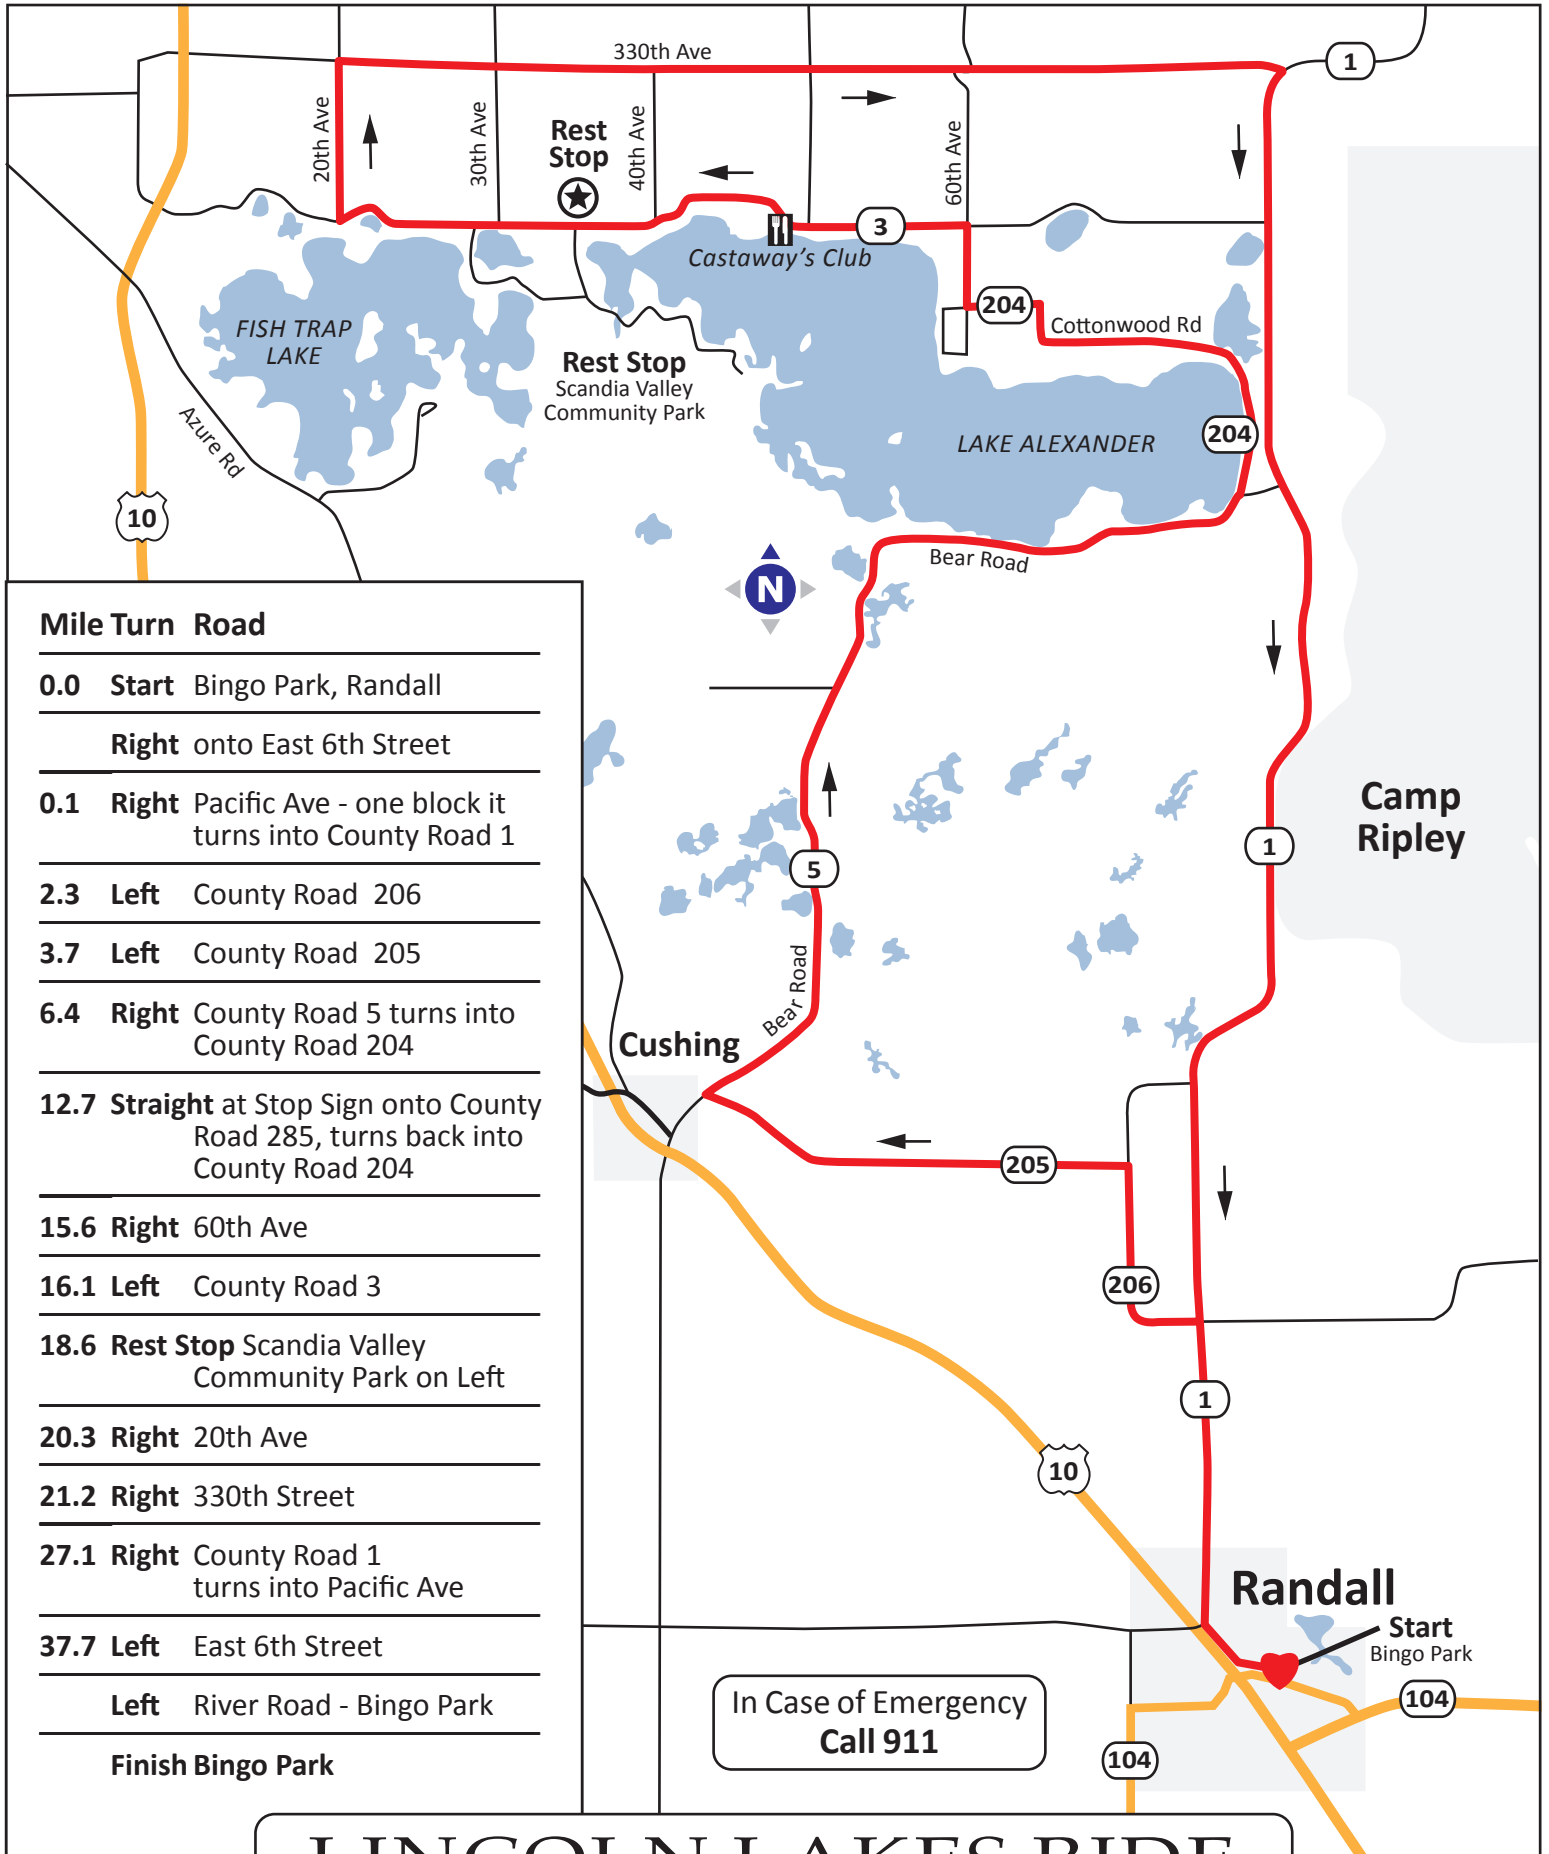 330th Ave
1
20th Ave
30th Ave
Rest
Stop
40th Ave
60th Ave
3
Castaway's Club
204
Cottonwood Rd
FISH TRAP
LAKE
Rest Stop
Scandia Valley
Community Park
Azure Rd
LAKE ALEXANDER
204
10
Bear Road
N
Mile Turn Road
0.0 Start Bingo Park, Randall
Right onto East 6th Street
0.1 Right Pacific Ave - one block it
turns into County Road 1
2.3 Left County Road 206
3.7 Left County Road 205
6.4 Right County Road 5 turns into
County Road 204
12.7 Straight at Stop Sign onto County
Road 285, turns back into
County Road 204
15.6 Right 60th Ave
16.1 Left County Road 3
18.6 Rest Stop Scandia Valley
Community Park on Left
20.3 Right 20th Ave
21.2 Right 330th Street
27.1 Right County Road 1
turns into Pacific Ave
37.7 Left East 6th Street
Left River Road - Bingo Park
Finish Bingo Park
Camp
Ripley
1
5
Bear Road
Cushing
205
206
1
10
Randall
Start
Bingo Park
104
In Case of Emergency
Call 911
104
LINCOLN LAKES RIDE